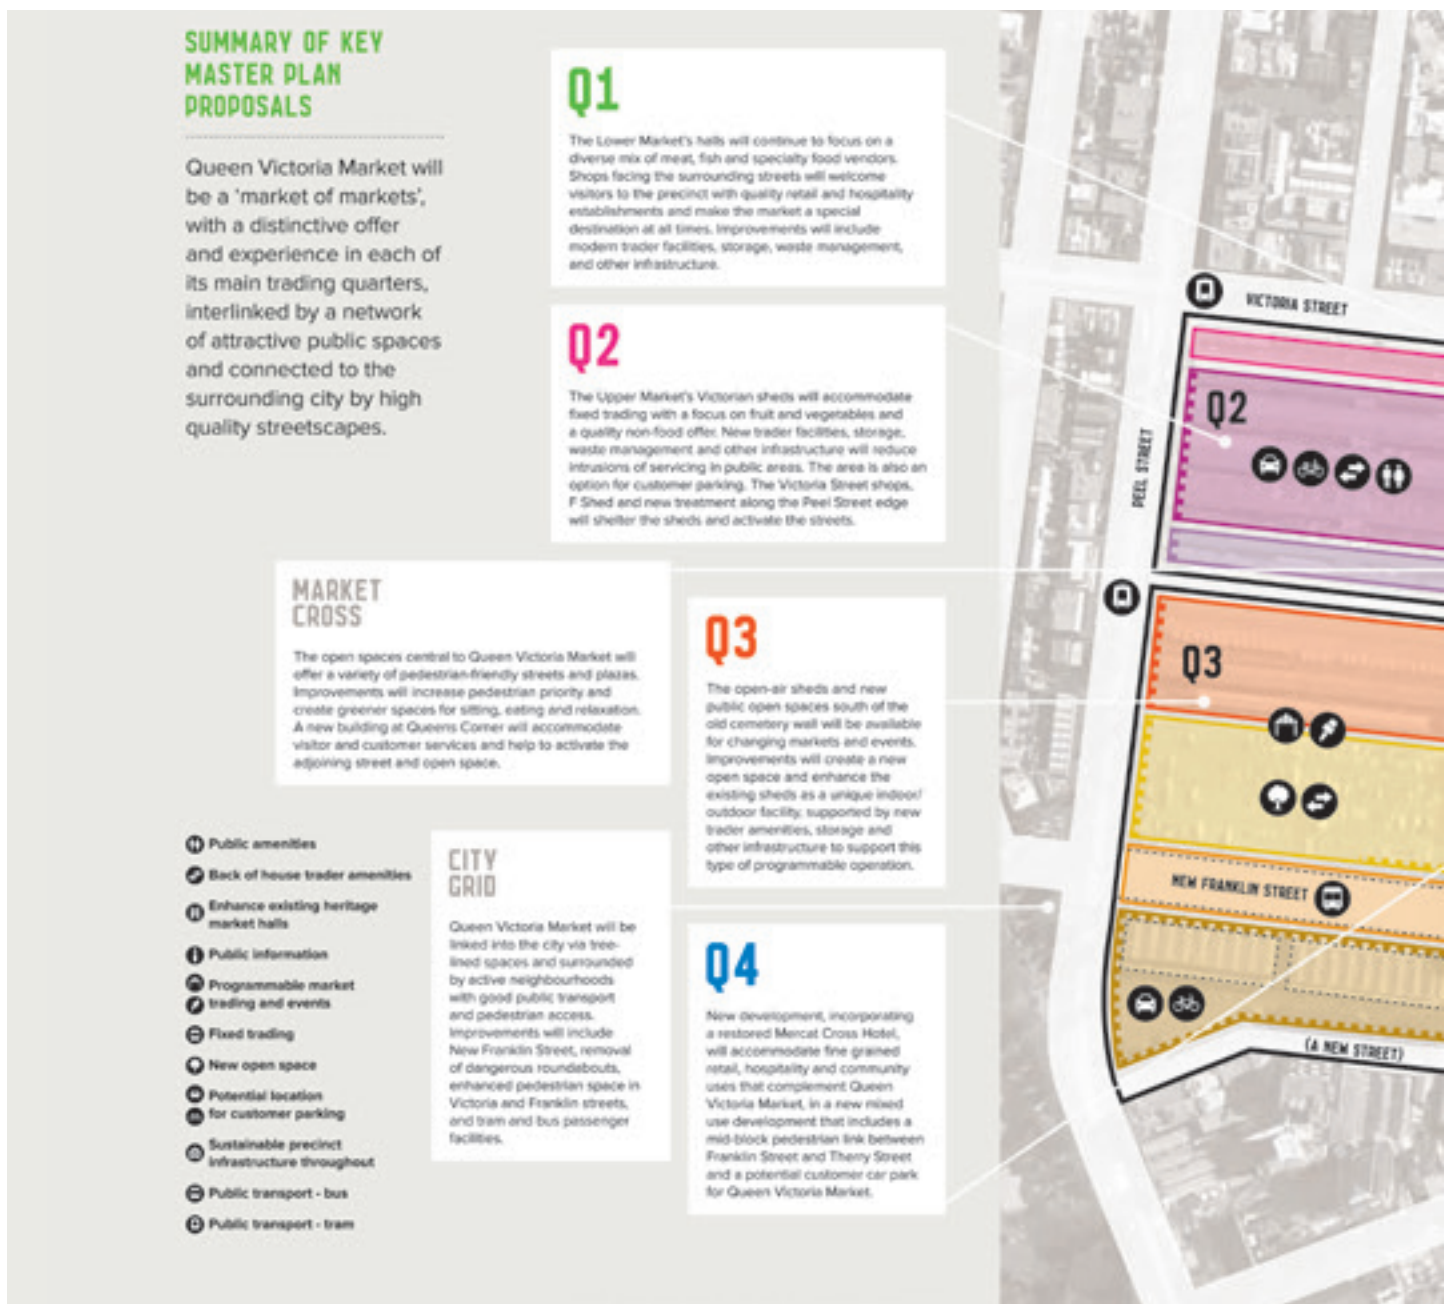 SUMMARY OF KEY
MASTER PLAN
PROPOSALS
Queen Victoria Market will
be a 'market of markets',
with a distinctive offer
and experience in each of
its main trading quarters,
interlinked by a network
of attractive public spaces
and connected to the
surrounding city by high
quality streetscapes.
Q1
The Lower Market's halls will continue to focus on a
diverse mix of meat, fish and specialty food vendors.
Shops facing the surrounding streets will welcome
visitors to the precinct with quality retail and hospitality
establishments and make the market a special
destination at all times. Improvements will include
modern trader facilities, storage, waste management,
and other infrastructure.
Q2
The Upper Market's Victorian sheds will accommodate
fixed trading with a focus on fruit and vegetables and
a quality non-food offer. New trader facilities, storage,
waste management and other infrastructure will reduce
intrusions of servicing in public areas. The area is also an
option for customer parking. The Victoria Street shops,
F Shed and new treatment along the Peel Street edge
will shelter the sheds and activate the streets.
MARKET
CROSS
The open spaces central to Queen Victoria Market will
offer a variety of pedestrian-friendly streets and plazas.
Improvements will increase pedestrian priority and
create greener spaces for sitting, eating and relaxation.
A new building at Queens Corner will accommodate
visitor and customer services and help to activate the
adjoining street and open space.
Q3
The open-air sheds and new
public open spaces south of the
old cemetery wall will be available
for changing markets and events.
Improvements will create a new
open space and enhance the
existing sheds as a unique indoor/
outdoor facility, supported by new
trader amenities, storage and
other infrastructure to support this
type of programmable operation.
Public amenities
Back of house trader amenities
Enhance existing heritage
market halls
Public information
Programmable market
trading and events
Fixed trading
New open space
Potential location
for customer parking
Sustainable precinct
infrastructure throughout
Public transport - bus
Public transport - tram
CITY
GRID
Queen Victoria Market will be
linked into the city via tree-
lined spaces and surrounded
by active neighbourhoods
with good public transport
and pedestrian access.
Improvements will include
New Franklin Street, removal
of dangerous roundabouts,
enhanced pedestrian space in
Victoria and Franklin streets,
and tram and bus passenger
facilities.
Q4
New development, incorporating
a restored Mercat Cross Hotel,
will accommodate fine grained
retail, hospitality and community
uses that complement Queen
Victoria Market, in a new mixed
use development that includes a
mid-block pedestrian link between
Franklin Street and Therry Street
and a potential customer car park
for Queen Victoria Market.
VICTORIA STREET
Q2
PEEL STREET
Q3
NEW FRANKLIN STREET
(A NEW STREET)